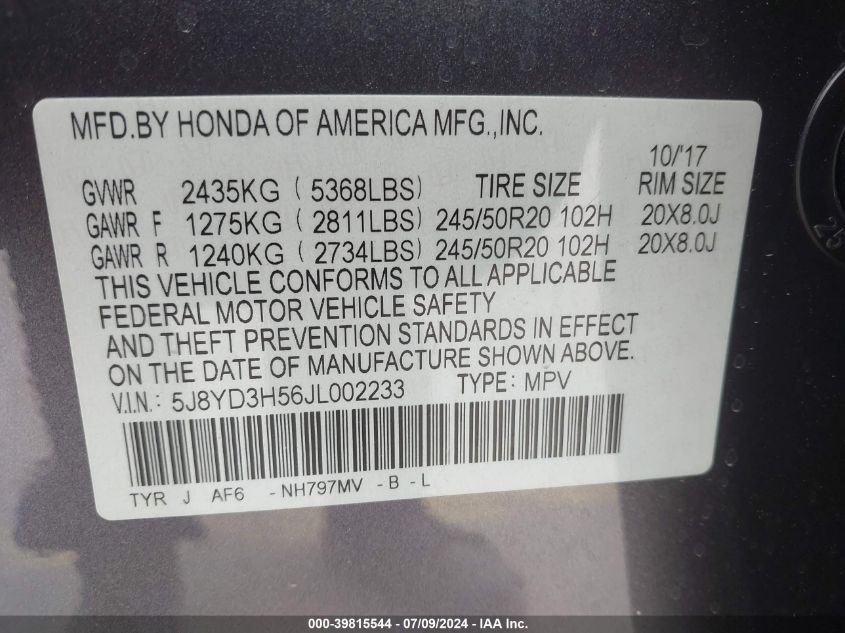 MFD.BY HONDA OF AMERICA MFG.,INC.
10/'17
GVWR 2435KG ( 5368LBS) TIRE SIZE RIM SIZE
GAWR F 1275KG ( 2811LBS) 245/50R20 102H 20X8.0J
GAWR R 1240KG ( 2734LBS) 245/50R20 102H 20X8.0J
THIS VEHICLE CONFORMS TO ALL APPLICABLE
FEDERAL MOTOR VEHICLE SAFETY
AND THEFT PREVENTION STANDARDS IN EFFECT
ON THE DATE OF MANUFACTURE SHOWN ABOVE.
V.I.N.: 5J8YD3H56JL002233 TYPE: MPV
TYR J AF6 -NH797MV -B -L
000-39815544 / 07/09/2024 - IAA Inc.